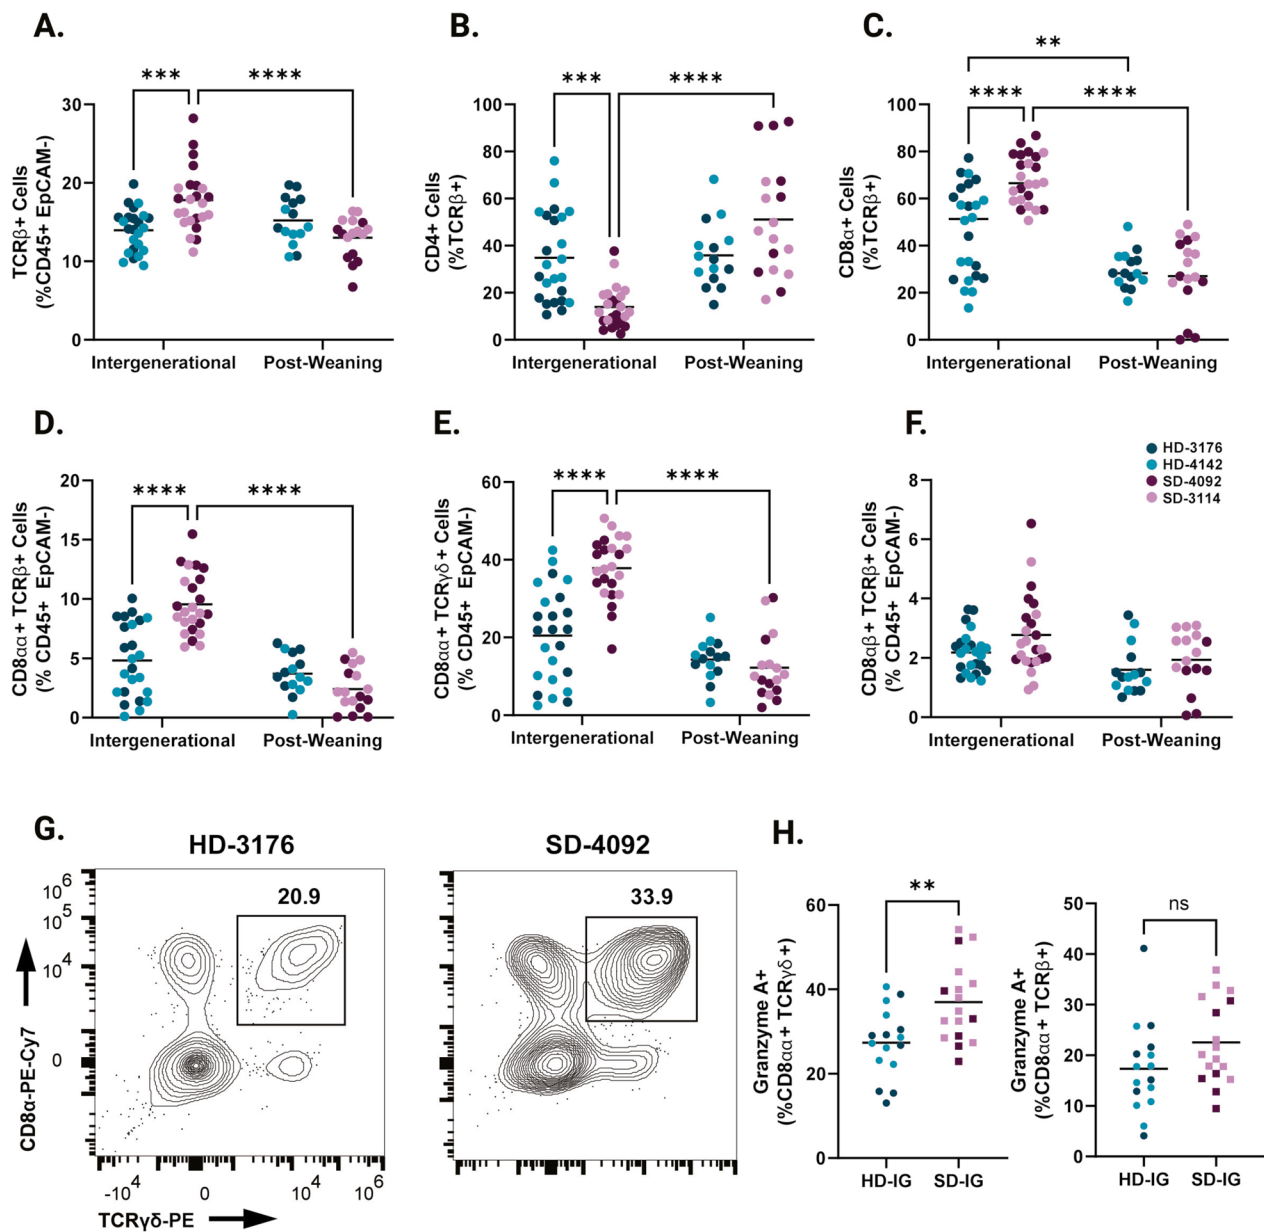 A.
***
****
30
20
10
0
TCRβ+ Cells
(%CD45+ EpCAM-)
Intergenerational
Post-Weaning
B.
***
****
100
80
60
40
20
0
CD4+ Cells
(%TCRβ+)
Intergenerational
Post-Weaning
C.
**
****
****
100
80
60
40
20
0
CD8α+ Cells
(%TCRβ+)
Intergenerational
Post-Weaning
D.
****
****
20
15
10
5
0
CD8αα+ TCRβ+ Cells
(% CD45+ EpCAM-)
Intergenerational
Post-Weaning
E.
****
****
60
40
20
0
CD8αα+ TCRγδ+ Cells
(% CD45+ EpCAM-)
Intergenerational
Post-Weaning
F.
HD-3176
HD-4142
SD-4092
SD-3114
8
6
4
2
0
CD8αβ+ TCRβ+ Cells
(% CD45+ EpCAM-)
Intergenerational
Post-Weaning
G.
HD-3176
SD-4092
20.9
33.9
10^6
10^5
10^4
0
CD8α-PE-Cy7
-10^4
0
10^4
10^6
TCRγδ-PE
H.
**
60
40
20
0
Granzyme A+
(%CD8αα+ TCRγδ+)
HD-IG
SD-IG
ns
50
40
30
20
10
0
Granzyme A+
(%CD8αα+ TCRβ+)
HD-IG
SD-IG